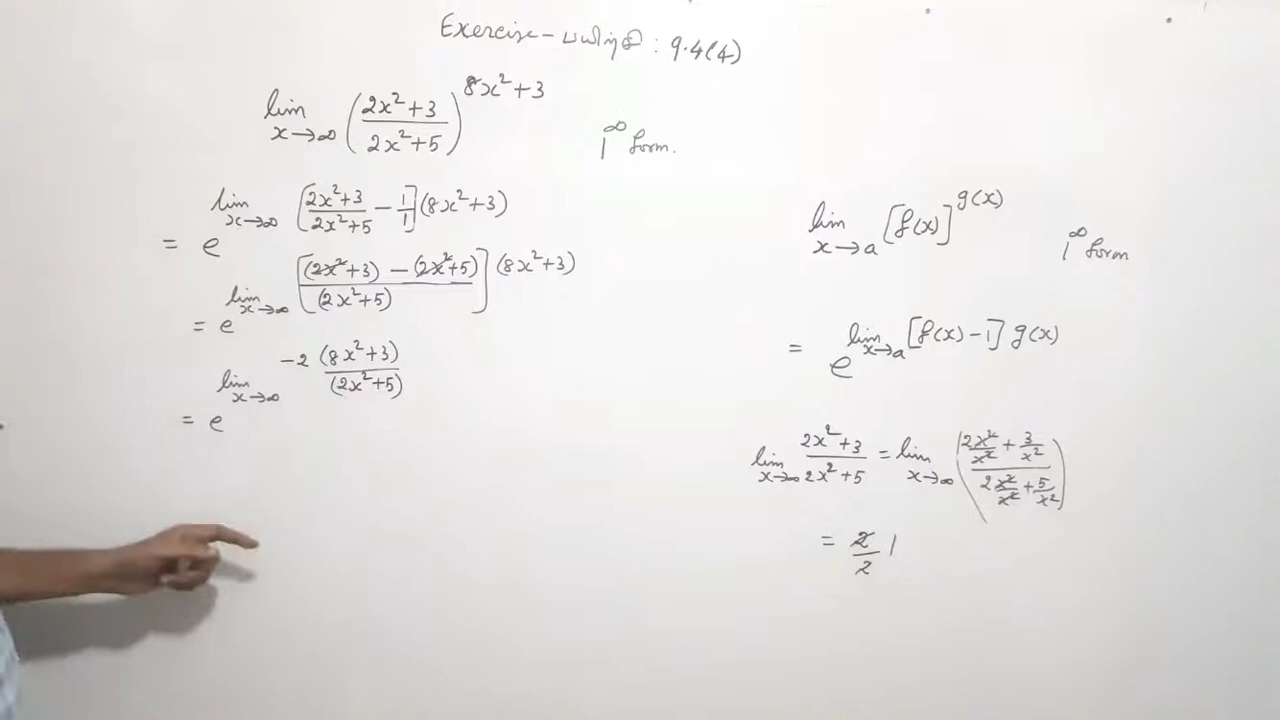 Exercise - பயிற்சி : 9.4(4)
lim x→∞ ((2x²+3)/(2x²+5))^(8x²+3)
1^∞ form.
= e^(lim x→∞ [(2x²+3)/(2x²+5) - 1/1](8x²+3))
= e^(lim x→∞ [((2x²+3) - (2x²+5))/(2x²+5)](8x²+3))
= e^(lim x→∞ -2 (8x²+3)/(2x²+5))
lim x→a [f(x)]^g(x)
1^∞ form
= e^(lim x→a [f(x)-1] g(x))
lim x→∞ (2x²+3)/(2x²+5) = lim x→∞ ((2x²/x² + 3/x²)/(2x²/x² + 5/x²))
= 2/2 1